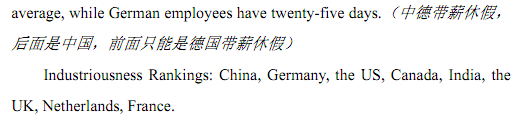 average, while German employees have twenty-five days.（中德带薪休假，
后面是中国，前面只能是德国带薪休假）
Industriousness Rankings: China, Germany, the US, Canada, India, the
UK, Netherlands, France.